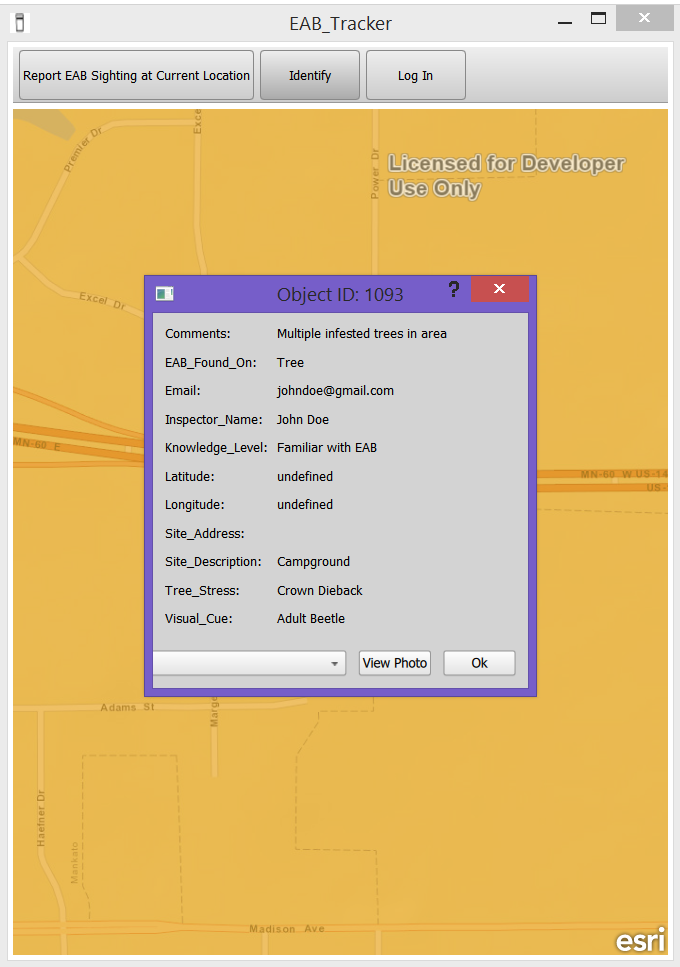 EAB_Tracker
Report EAB Sighting at Current Location
Identify
Log In
Premier Dr
Exce
Power Dr
Licensed for Developer
Use Only
Excel Dr
Object ID: 1093
?
Comments: Multiple infested trees in area
EAB_Found_On: Tree
Email: johndoe@gmail.com
Inspector_Name: John Doe
Knowledge_Level: Familiar with EAB
Latitude: undefined
Longitude: undefined
Site_Address:
Site_Description: Campground
Tree_Stress: Crown Dieback
Visual_Cue: Adult Beetle
View Photo
Ok
MN-60 E
MN-60 W US-14
US-
Adams St
Marge
Haefner Dr
Mankato
Madison Ave
esri